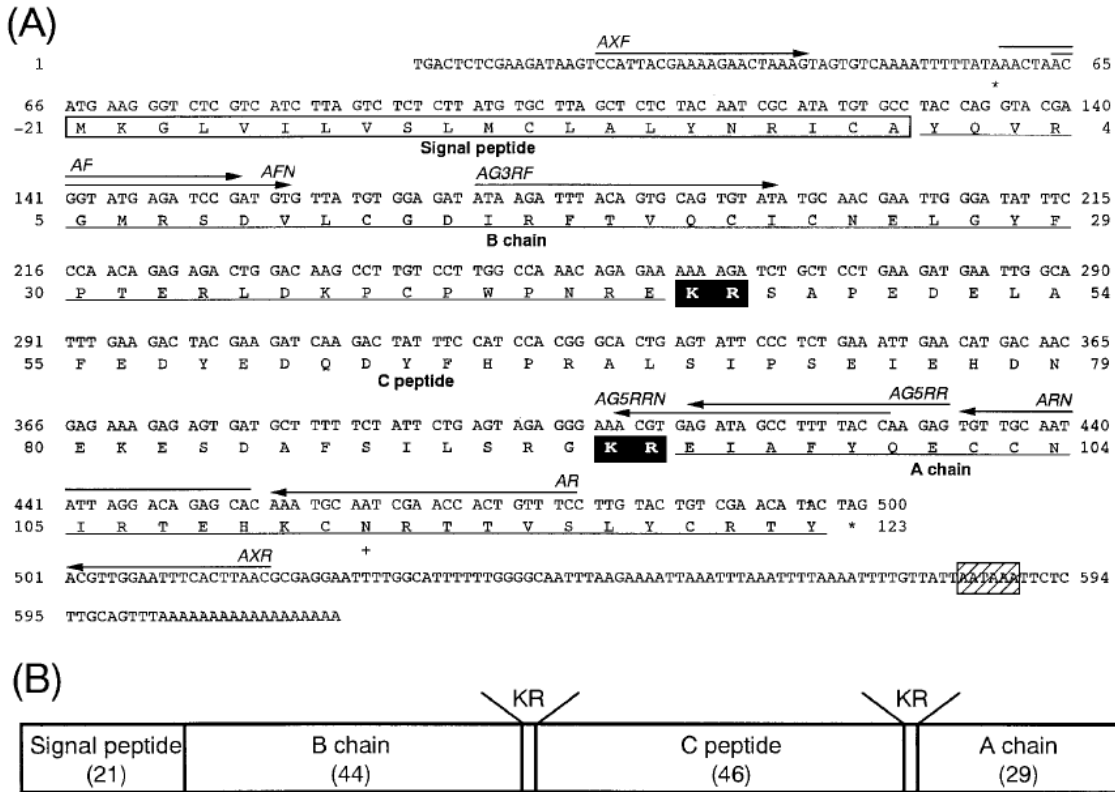 (A)
AXF
1 TGACTCTCGAAGATAAGTCCATTACGAAAAGAACTAAAGTAGTGTCAAAATTTTTATAAACTAAC 65
*
66 ATG AAG GGT CTC GTC ATC TTA GTC TCT CTT ATG TGC TTA GCT CTC TAC AAT CGC ATA TGT GCC TAC CAG GTA CGA 140
-21 M K G L V I L V S L M C L A L Y N R I C A Y Q V R 4
Signal peptide
AF AFN AG3RF
141 GGT ATG AGA TCC GAT GTG TTA TGT GGA GAT ATA AGA TTT ACA GTG CAG TGT ATA TGC AAC GAA TTG GGA TAT TTC 215
5 G M R S D V L C G D I R F T V Q C I C N E L G Y F 29
B chain
216 CCA ACA GAG AGA CTG GAC AAG CCT TGT CCT TGG CCA AAC AGA GAA AAA AGA TCT GCT CCT GAA GAT GAA TTG GCA 290
30 P T E R L D K P C P W P N R E K R S A P E D E L A 54
291 TTT GAA GAC TAC GAA GAT CAA GAC TAT TTC CAT CCA CGG GCA CTG AGT ATT CCC TCT GAA ATT GAA CAT GAC AAC 365
55 F E D Y E D Q D Y F H P R A L S I P S E I E H D N 79
C peptide
AG5RRN AG5RR ARN
366 GAG AAA GAG AGT GAT GCT TTT TCT ATT CTG AGT AGA GGG AAA CGT GAG ATA GCC TTT TAC CAA GAG TGT TGC AAT 440
80 E K E S D A F S I L S R G K R E I A F Y Q E C C N 104
A chain
AR
441 ATT AGG ACA GAG CAC AAA TGC AAT CGA ACC ACT GTT TCC TTG TAC TGT CGA ACA TAC TAG 500
105 I R T E H K C N R T T V S L Y C R T Y * 123
+
AXR
501 ACGTTGGAATTTCACTTAACGCGAGGAATTTTGGCATTTTTTGGGGCAATTTAAGAAAATTAAATTTAAATTTTAAAATTTTGTTATTAATAAATTCTC 594
595 TTGCAGTTTAAAAAAAAAAAAAAAAAA
(B)
KR KR
Signal peptide B chain C peptide A chain
(21) (44) (46) (29)